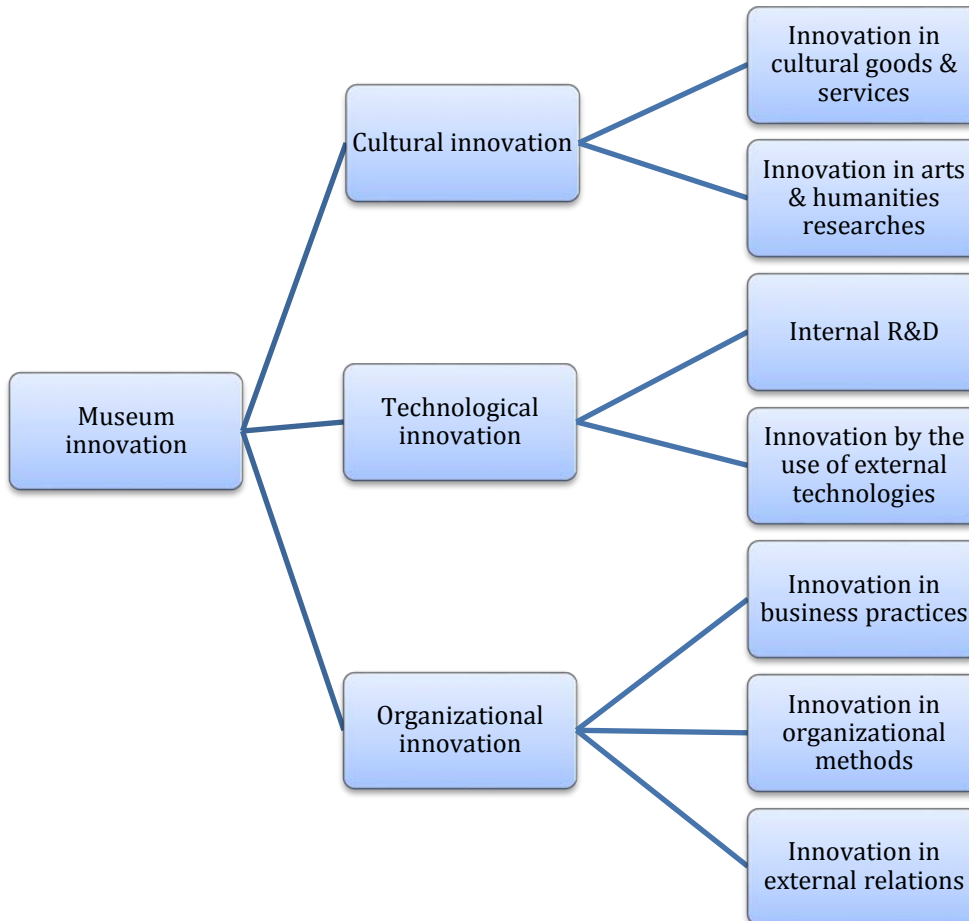 Museum
innovation
Cultural innovation
Innovation in
cultural goods &
services
Innovation in arts
& humanities
researches
Technological
innovation
Internal R&D
Innovation by the
use of external
technologies
Organizational
innovation
Innovation in
business practices
Innovation in
organizational
methods
Innovation in
external relations